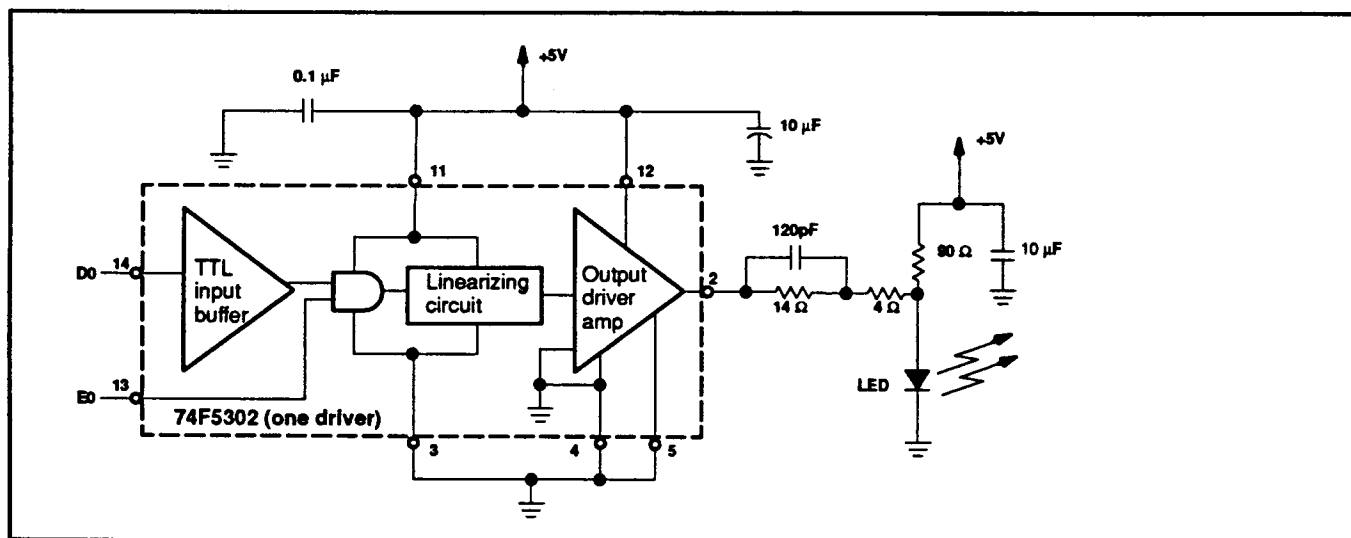 +5V
0.1 μF
10 μF
+5V
11
12
120pF
90 Ω
10 μF
D0
14
TTL
input
buffer
Linearizing
circuit
Output
driver
amp
2
14 Ω
4 Ω
E0
13
LED
74F5302 (one driver)
3
4
5